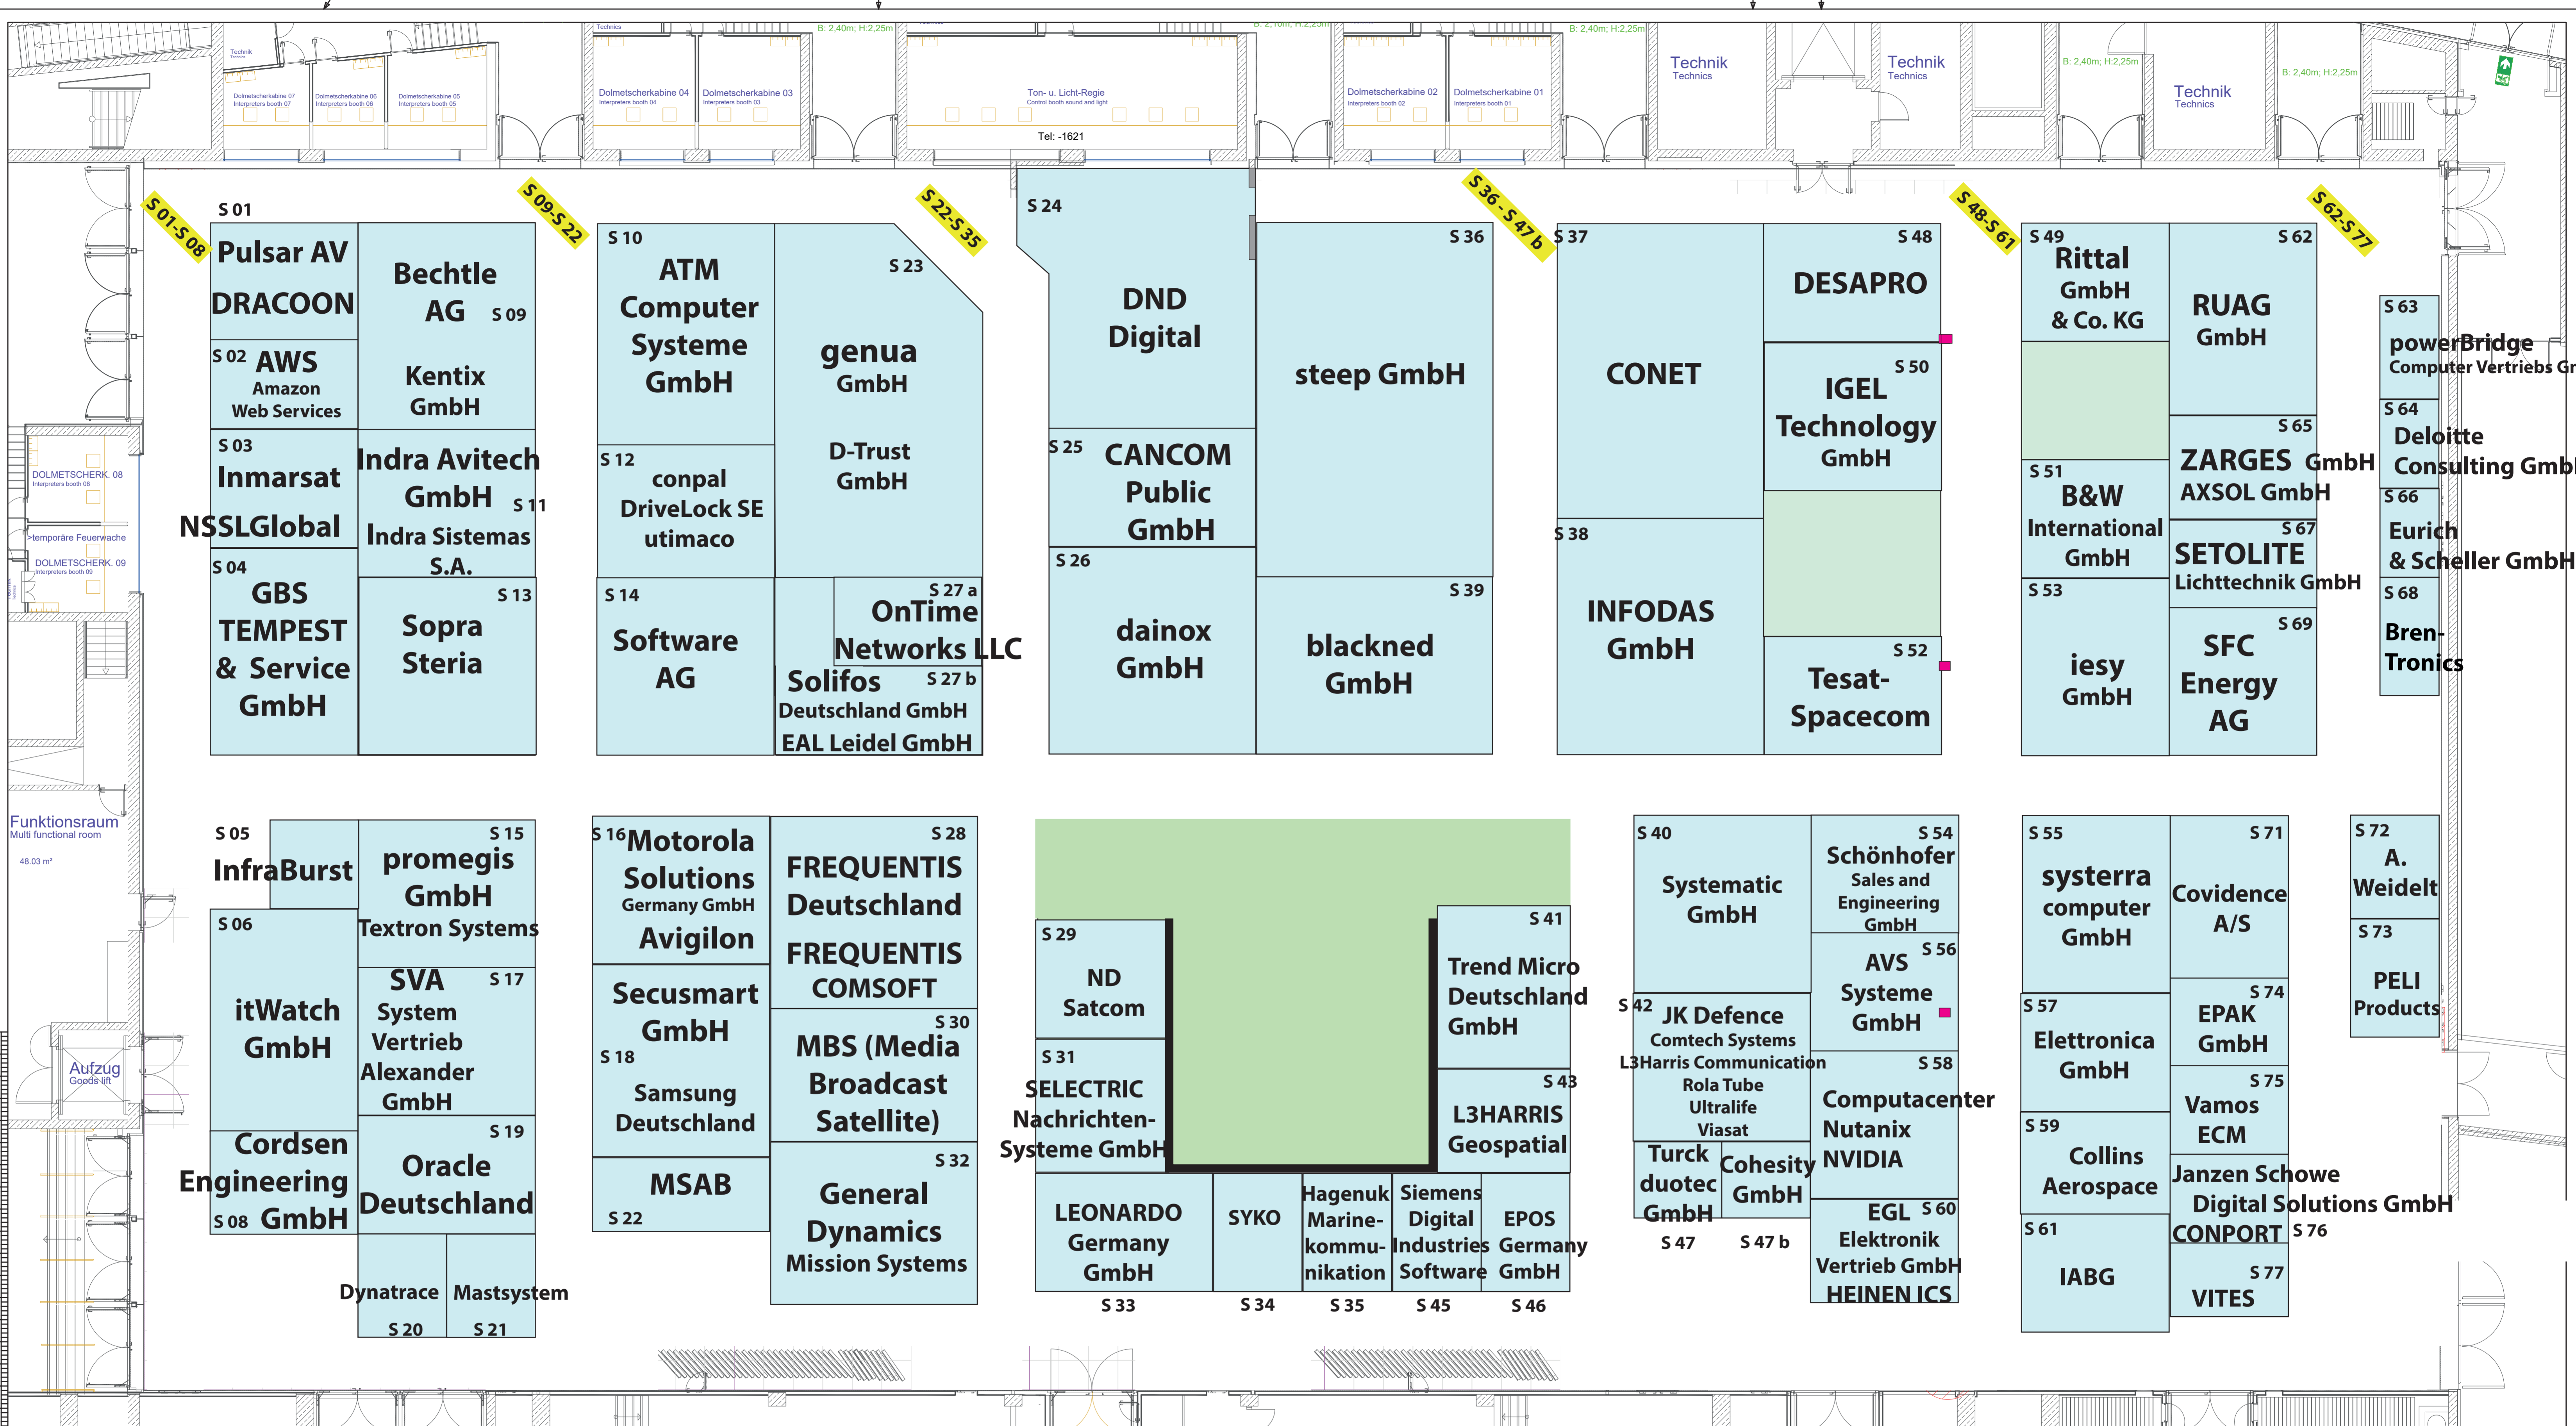 Technics
B: 2,40m; H:2,25m
B: 2,40m; H:2,25m
Technik
Technics
Dolmetscherkabine 07
Interpreters booth 07
Dolmetscherkabine 06
Interpreters booth 06
Dolmetscherkabine 05
Interpreters booth 05
Dolmetscherkabine 04
Interpreters booth 04
Dolmetscherkabine 03
Interpreters booth 03
Ton- u. Licht-Regie
Control booth sound and light
Tel: -1621
Dolmetscherkabine 02
Interpreters booth 02
Dolmetscherkabine 01
Interpreters booth 01
Technik
Technics
Technik
Technics
B: 2,40m; H:2,25m
Technik
Technics
B: 2,40m; H:2,25m
S 01-S 08
S 09-S 22
S 22-S 35
S 36 - S 47 b
S 48-S 61
S 62-S 77
S 01
Pulsar AV
DRACOON
Bechtle
AG
S 09
Kentix
GmbH
S 02
AWS
Amazon
Web Services
S 03
Inmarsat
NSSLGlobal
Indra Avitech
GmbH
S 11
Indra Sistemas
S.A.
S 04
GBS
TEMPEST
& Service
GmbH
S 13
Sopra
Steria
S 10
ATM
Computer
Systeme
GmbH
S 23
genua
GmbH
D-Trust
GmbH
S 12
conpal
DriveLock SE
utimaco
S 14
Software
AG
S 27 a
OnTime
Networks LLC
Solifos
S 27 b
Deutschland GmbH
EAL Leidel GmbH
S 24
DND
Digital
S 36
steep GmbH
S 25
CANCOM
Public
GmbH
S 26
dainox
GmbH
S 39
blackned
GmbH
S 37
CONET
S 48
DESAPRO
S 50
IGEL
Technology
GmbH
S 38
INFODAS
GmbH
S 52
Tesat-
Spacecom
S 49
Rittal
GmbH
& Co. KG
S 62
RUAG
GmbH
S 51
B&W
International
GmbH
S 65
ZARGES GmbH
AXSOL GmbH
S 67
SETOLITE
Lichttechnik GmbH
S 53
iesy
GmbH
S 69
SFC
Energy
AG
S 63
powerBridge
Computer Vertriebs
S 64
Deloitte
Consulting
S 66
Eurich
& Scheller GmbH
S 68
Bren-
Tronics
DOLMETSCHERK. 08
Interpreters booth 08
>temporäre Feuerwache
DOLMETSCHERK. 09
Interpreters booth 09
Funktionsraum
Multi functional room
48.03 m²
Aufzug
Goods lift
S 05
InfraBurst
S 15
promegis
GmbH
Textron Systems
S 06
itWatch
GmbH
SVA
S 17
System
Vertrieb
Alexander
GmbH
Cordsen
Engineering
S 08 GmbH
S 19
Oracle
Deutschland
Dynatrace
S 20
Mastsystem
S 21
S 16
Motorola
Solutions
Germany GmbH
Avigilon
S 28
FREQUENTIS
Deutschland
FREQUENTIS
COMSOFT
Secusmart
GmbH
S 18
Samsung
Deutschland
S 30
MBS (Media
Broadcast
Satellite)
MSAB
S 22
S 32
General
Dynamics
Mission Systems
S 29
ND
Satcom
S 31
SELECTRIC
Nachrichten-
Systeme GmbH
S 41
Trend Micro
Deutschland
GmbH
S 43
L3HARRIS
Geospatial
LEONARDO
Germany
GmbH
S 33
SYKO
S 34
Hagenuk
Marine-
kommu-
nikation
S 35
Siemens
Digital
Industries
Software
S 45
EPOS
Germany
GmbH
S 46
S 40
Systematic
GmbH
S 54
Schönhofer
Sales and
Engineering
GmbH
S 56
AVS
Systeme
GmbH
S 42
JK Defence
Comtech Systems
L3Harris Communication
Rola Tube
Ultralife
Viasat
S 58
Computacenter
Nutanix
NVIDIA
Turck
duotec
GmbH
S 47
Cohesity
GmbH
S 47 b
EGL
S 60
Elektronik
Vertrieb GmbH
HEINEN ICS
S 55
systerra
computer
GmbH
S 71
Covidence
A/S
S 57
Elettronica
GmbH
S 74
EPAK
GmbH
S 75
Vamos
ECM
S 59
Collins
Aerospace
Janzen Schowe
Digital Solutions GmbH
CONPORT
S 76
S 61
IABG
S 77
VITES
S 72
A.
Weidelt
S 73
PELI
Products